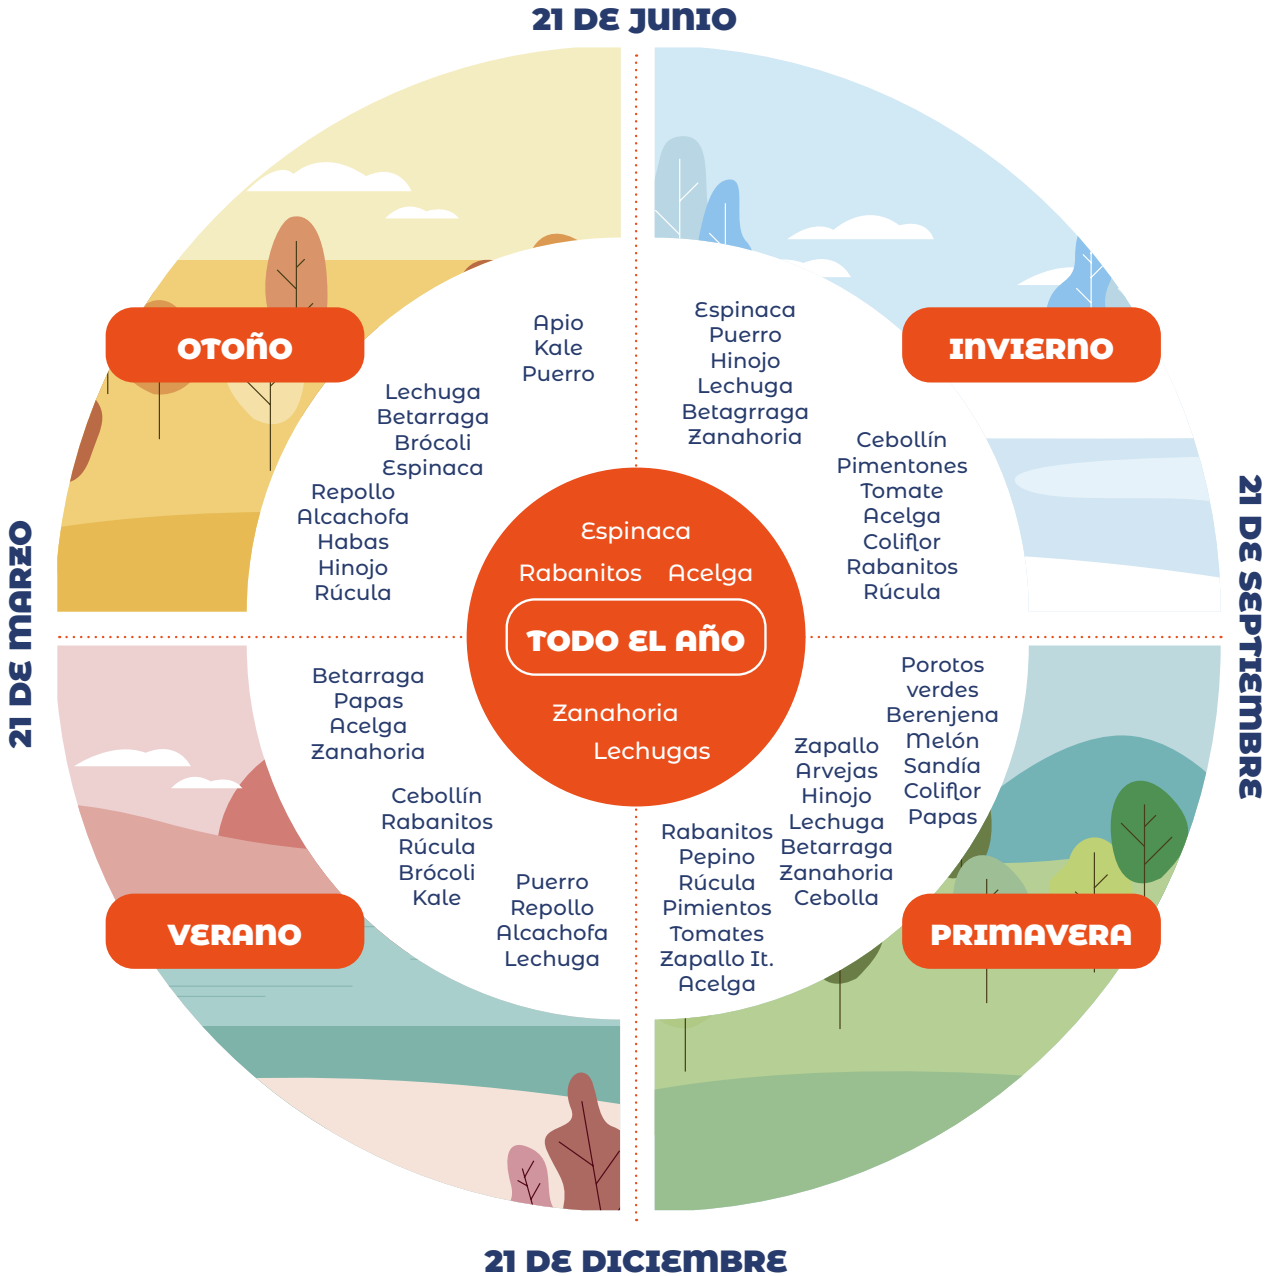 21 DE JUNIO
OTOÑO
Apio
Kale
Puerro
Lechuga
Betarraga
Brócoli
Espinaca
Repollo
Alcachofa
Habas
Hinojo
Rúcula
INVIERNO
Espinaca
Puerro
Hinojo
Lechuga
Betagrraga
Zanahoria
Cebollín
Pimentones
Tomate
Acelga
Coliflor
Rabanitos
Rúcula
21 DE MARZO
Espinaca
Rabanitos Acelga
TODO EL AÑO
Zanahoria
Lechugas
21 DE SEPTIEMBRE
Betarraga
Papas
Acelga
Zanahoria
Cebollín
Rabanitos
Rúcula
Brócoli
Kale
Puerro
Repollo
Alcachofa
Lechuga
VERANO
Porotos
verdes
Berenjena
Melón
Sandía
Coliflor
Papas
Zapallo
Arvejas
Hinojo
Lechuga
Betarraga
Zanahoria
Cebolla
Rabanitos
Pepino
Rúcula
Pimientos
Tomates
Zapallo It.
Acelga
PRIMAVERA
21 DE DICIEMBRE